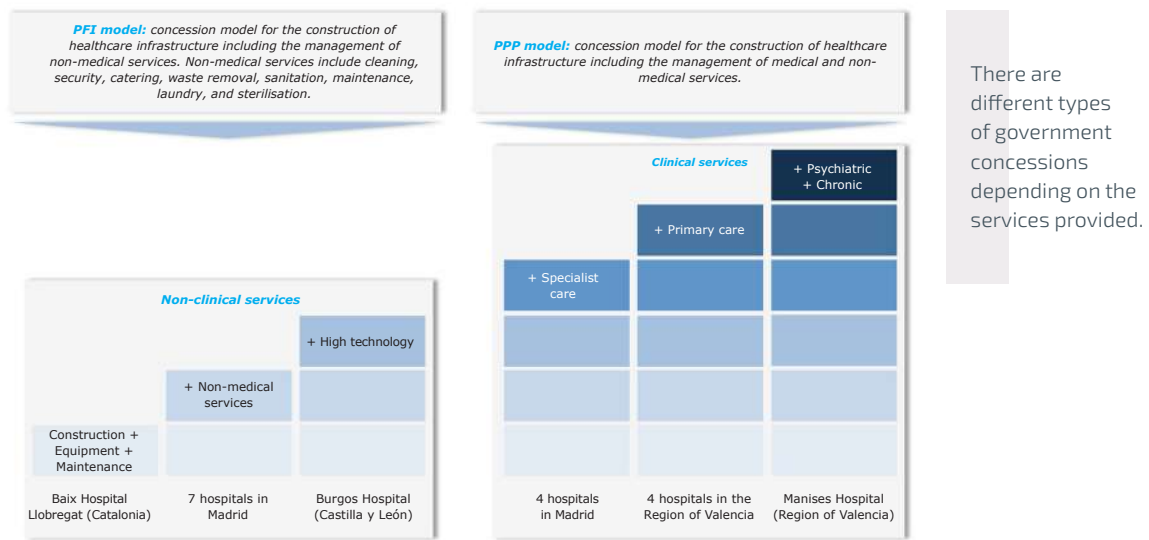 PFI model: concession model for the construction of
healthcare infrastructure including the management of
non-medical services. Non-medical services include cleaning,
security, catering, waste removal, sanitation, maintenance,
laundry, and sterilisation.
PPP model: concession model for the construction of healthcare
infrastructure including the management of medical and non-
medical services.
There are
different types
of government
concessions
depending on the
services provided.
Non-clinical services
Construction +
Equipment +
Maintenance
+ Non-medical
services
+ High technology
Baix Hospital
Llobregat (Catalonia)
7 hospitals in
Madrid
Burgos Hospital
(Castilla y León)
Clinical services
+ Specialist
care
+ Primary care
+ Psychiatric
+ Chronic
4 hospitals
in Madrid
4 hospitals in the
Region of Valencia
Manises Hospital
(Region of Valencia)